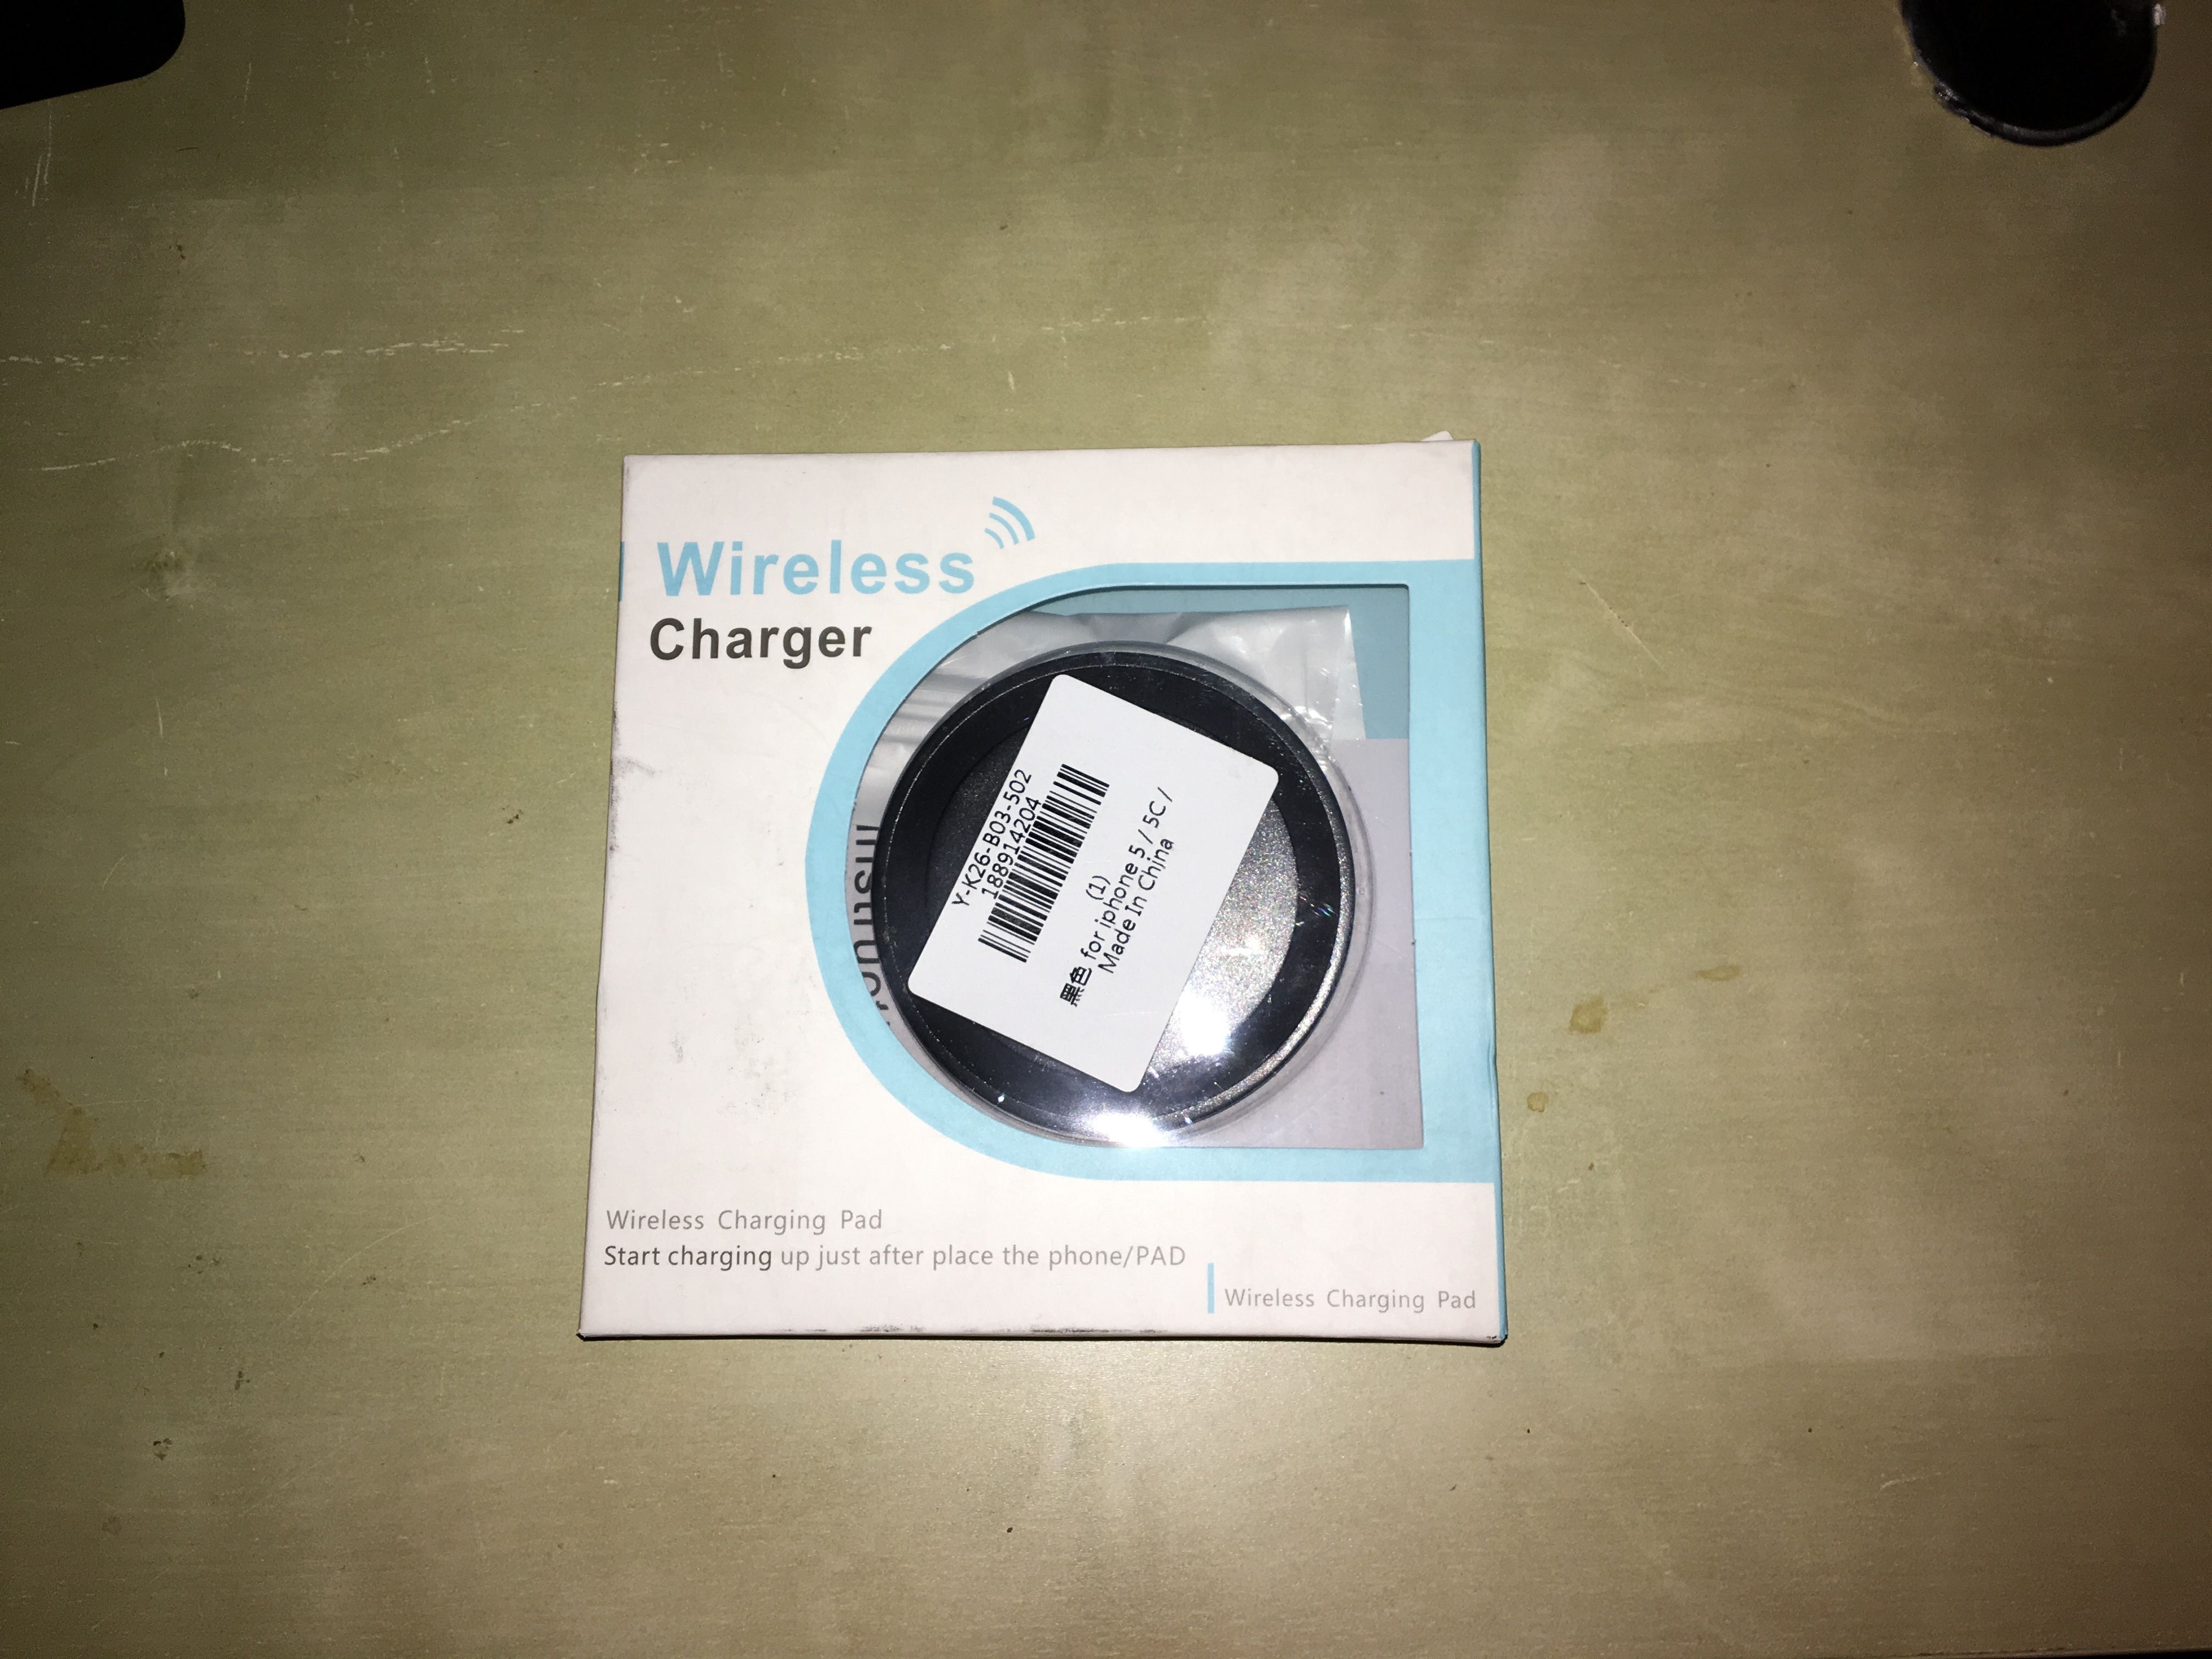 Wireless
Charger
Y-K26-B03-502
188914204
(1)
黑色 for iphone 5 / 5C /
Made In China
Wireless Charging Pad
Start charging up just after place the phone/PAD
Wireless Charging Pad